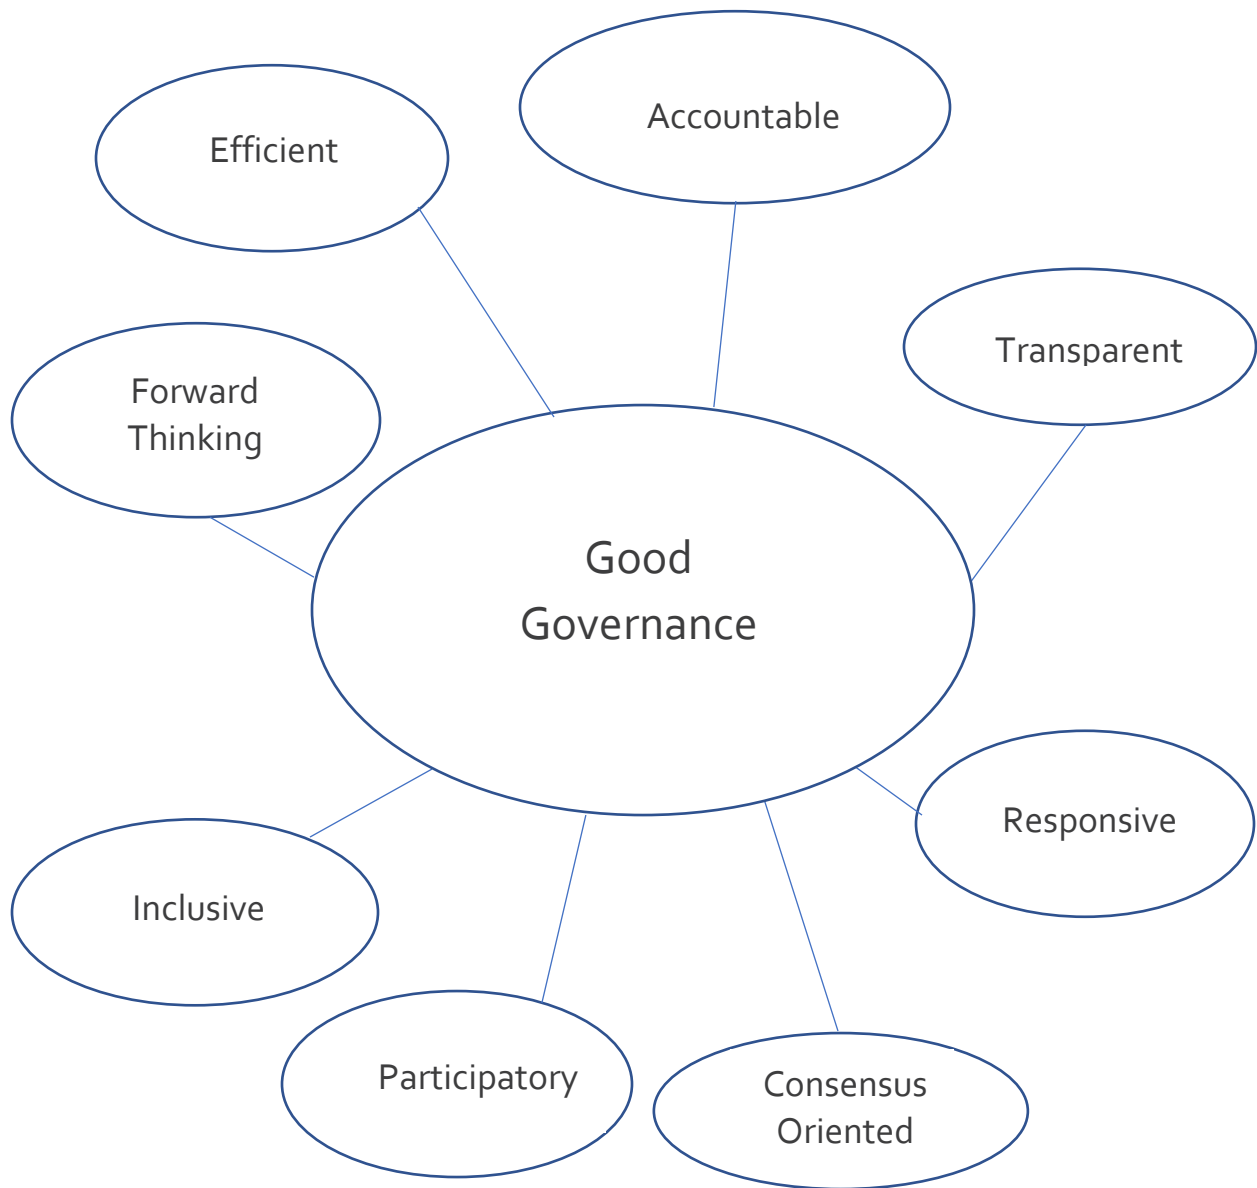 Accountable
Efficient
Transparent
Forward
Thinking
Good
Governance
Responsive
Inclusive
Participatory
Consensus
Oriented